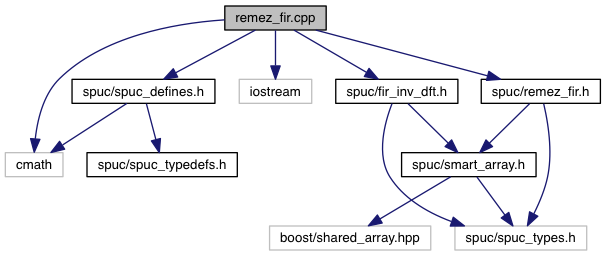 remez_fir.cpp
spuc/spuc_defines.h
iostream
spuc/fir_inv_dft.h
spuc/remez_fir.h
cmath
spuc/spuc_typedefs.h
spuc/smart_array.h
boost/shared_array.hpp
spuc/spuc_types.h